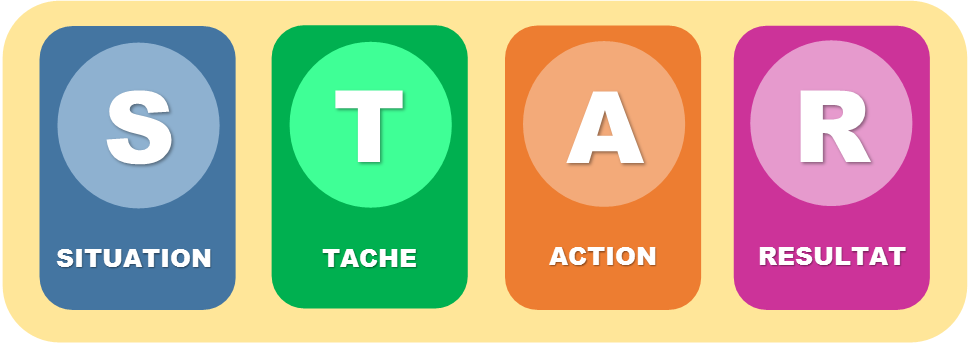 S T A R
SITUATION TACHE ACTION RESULTAT